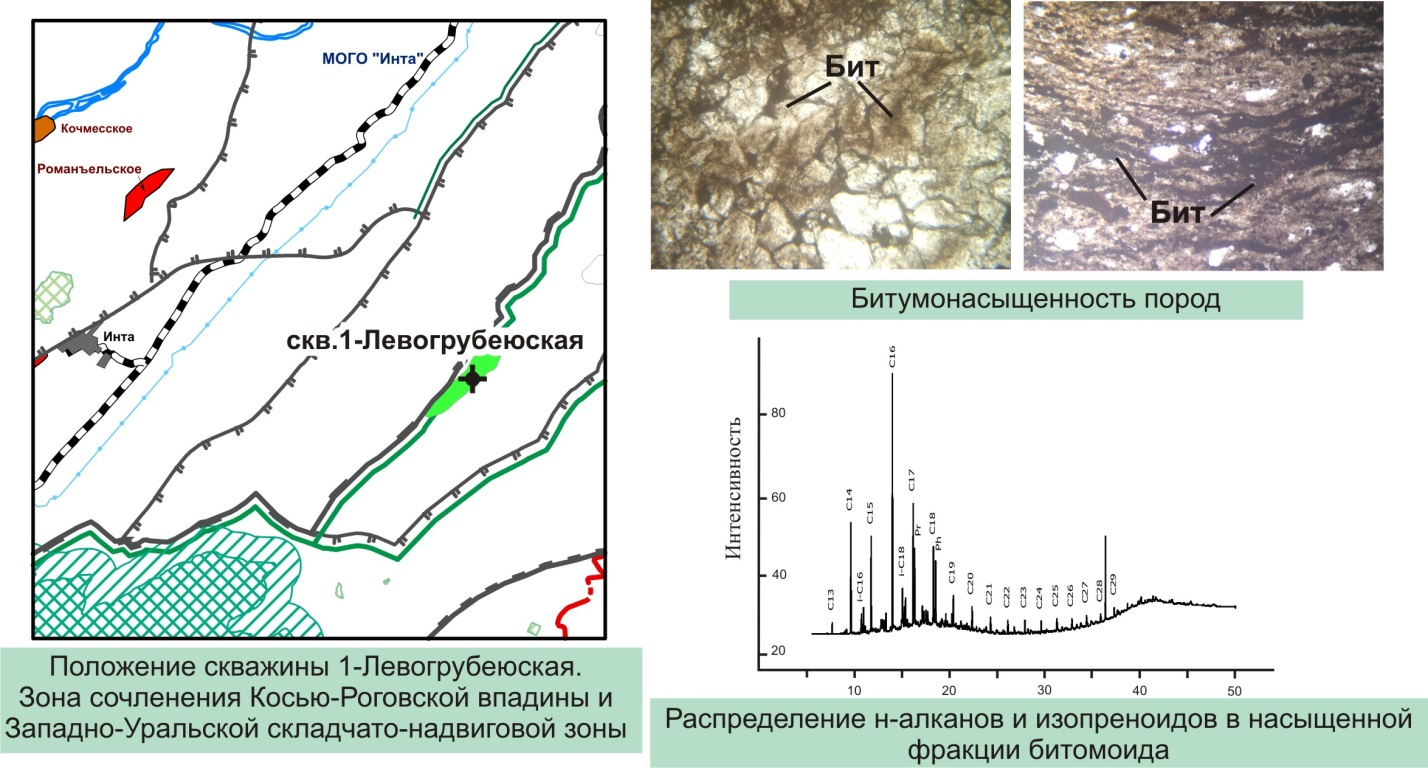 МОГО "Инта"
Кочмесское
Романъельское
Инта
скв.1-Левогрубеюская
Положение скважины 1-Левогрубеюская.
Зона сочленения Косью-Роговской впадины и
Западно-Уральской складчато-надвиговой зоны
Бит
Бит
Битумонасыщенность пород
Интенсивность
80
60
40
20
C13
C14
i-C16
C15
C16
i-C18
C17
Pr
C18
Ph
C19
C20
C21
C22
C23
C24
C25
C26
C27
C28
C29
10
20
30
40
50
Распределение н-алканов и изопреноидов в насыщенной
фракции битомоида